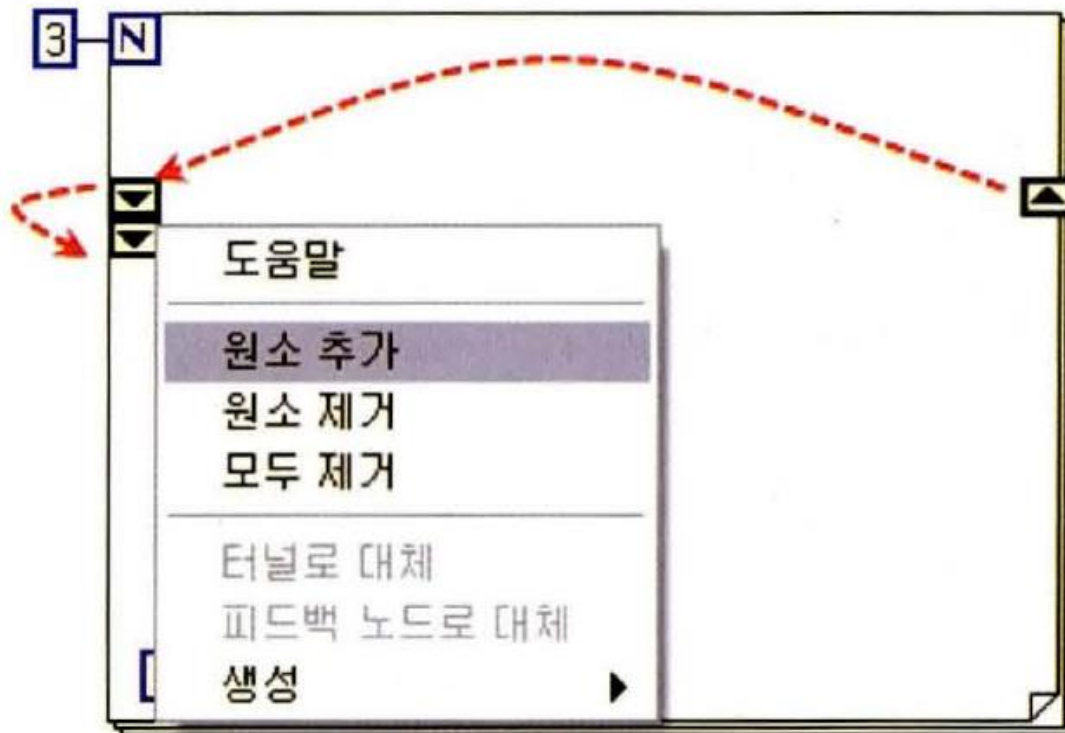 3 N
도움말
원소 추가
원소 제거
모두 제거
터널로 대체
피드백 노드로 대체
생성